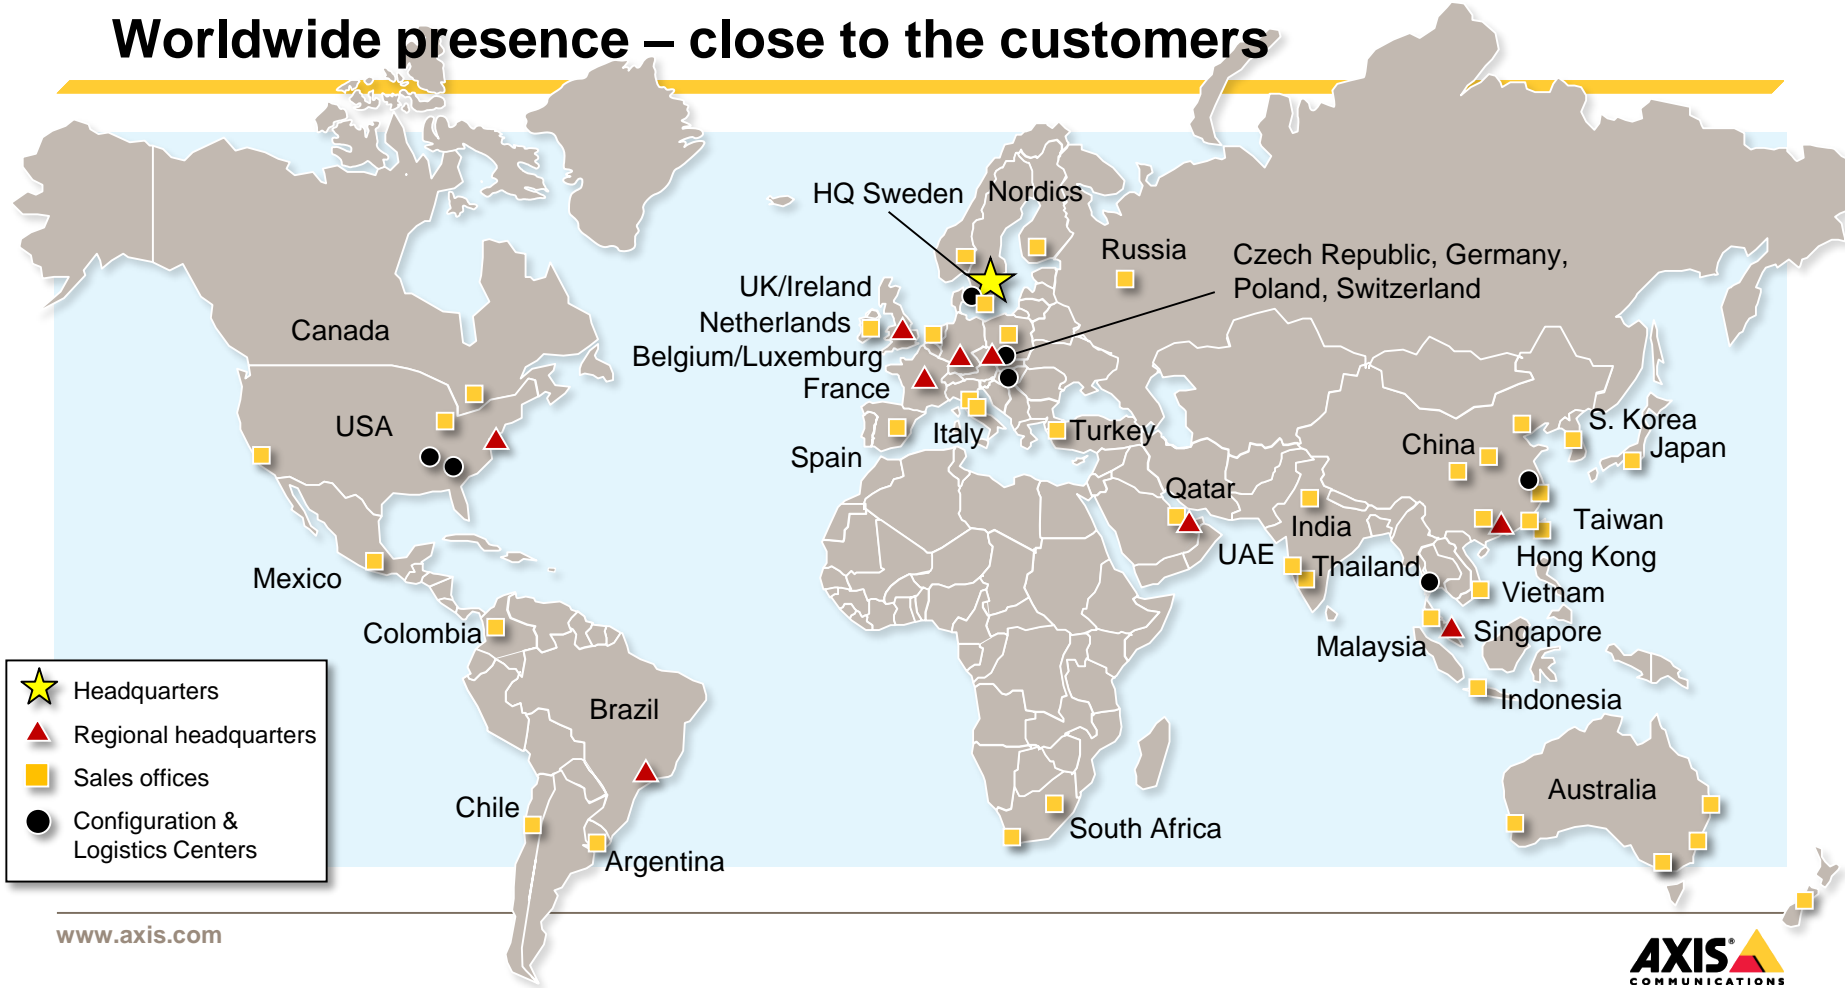 Worldwide presence – close to the customers
HQ Sweden
Nordics
Russia
Czech Republic, Germany,
Poland, Switzerland
UK/Ireland
Netherlands
Belgium/Luxemburg
France
Spain
Italy
Turkey
Canada
USA
Mexico
Colombia
Brazil
Chile
Argentina
South Africa
Qatar
UAE
India
Thailand
China
S. Korea
Japan
Taiwan
Hong Kong
Vietnam
Singapore
Malaysia
Indonesia
Australia
Headquarters
Regional headquarters
Sales offices
Configuration &
Logistics Centers
www.axis.com
AXIS®
COMMUNICATIONS